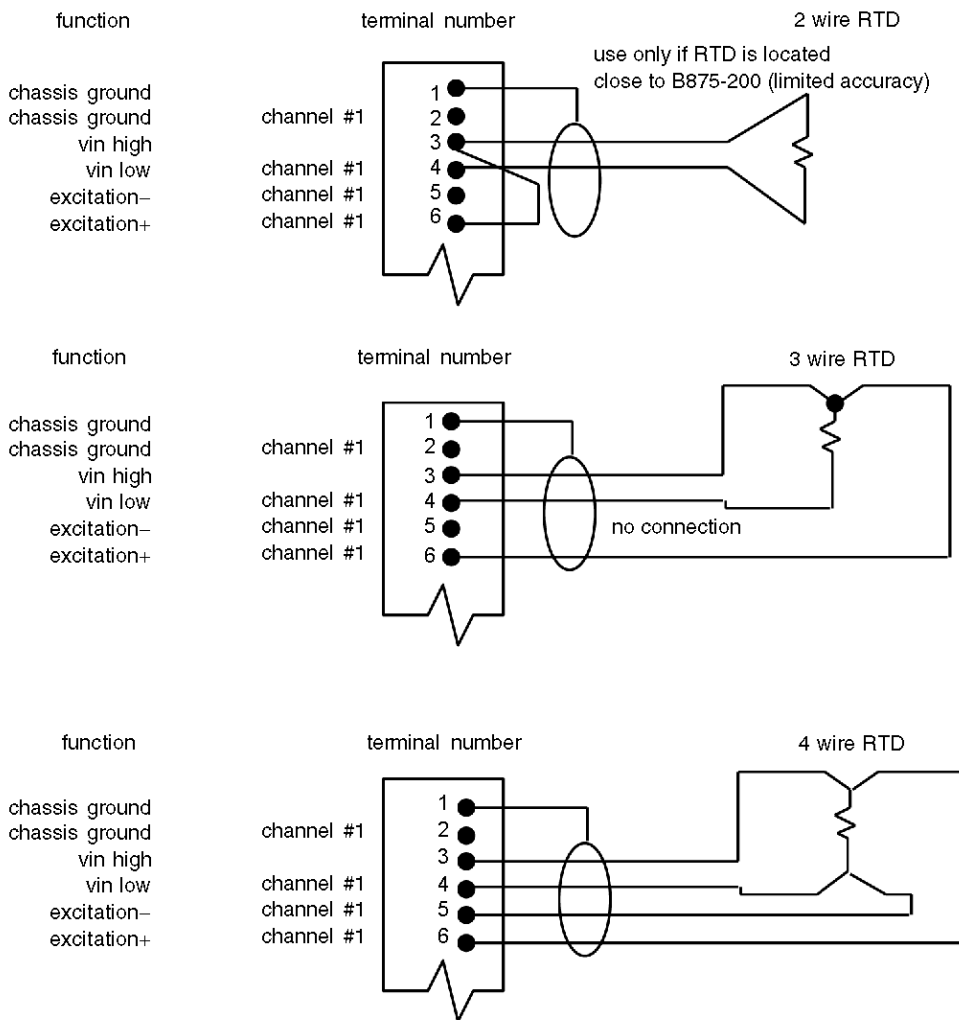 function terminal number 2 wire RTD
use only if RTD is located
close to B875-200 (limited accuracy)
chassis ground 1
chassis ground channel #1 2
vin high 3
vin low channel #1 4
excitation– channel #1 5
excitation+ channel #1 6
function terminal number 3 wire RTD
chassis ground 1
chassis ground channel #1 2
vin high 3
vin low channel #1 4
excitation– channel #1 5 no connection
excitation+ channel #1 6
function terminal number 4 wire RTD
chassis ground 1
chassis ground channel #1 2
vin high 3
vin low channel #1 4
excitation– channel #1 5
excitation+ channel #1 6